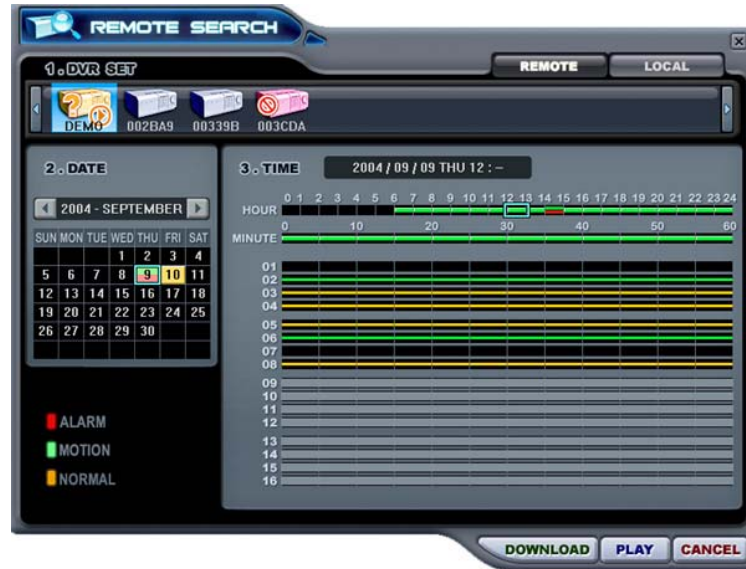 REMOTE SEARCH
1. DVR SET
REMOTE LOCAL
DEMO 002BA9 00339B 003CDA
2. DATE
2004 - SEPTEMBER
SUN MON TUE WED THU FRI SAT
1 2 3 4
5 6 7 8 9 10 11
12 13 14 15 16 17 18
19 20 21 22 23 24 25
26 27 28 29 30
ALARM
MOTION
NORMAL
3. TIME 2004 / 09 / 09 THU 12 : –
0 1 2 3 4 5 6 7 8 9 10 11 12 13 14 15 16 17 18 19 20 21 22 23 24
HOUR
0 10 20 30 40 50 60
MINUTE
01
02
03
04
05
06
07
08
09
10
11
12
13
14
15
16
DOWNLOAD PLAY CANCEL